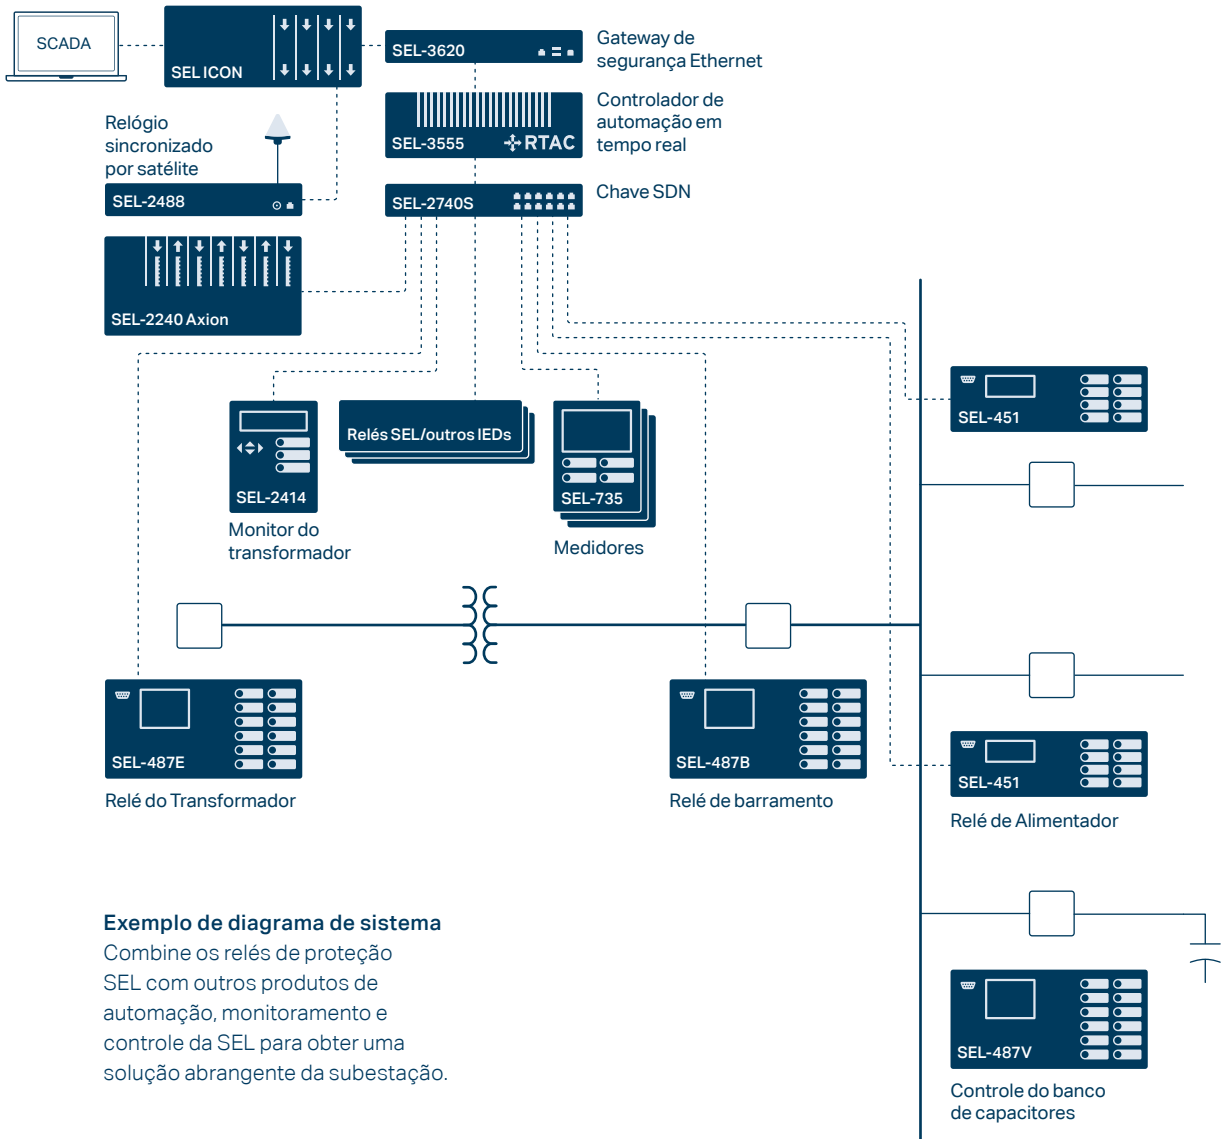 SCADA
SEL ICON
SEL-3620
Gateway de
segurança Ethernet
SEL-3555
RTAC
Controlador de
automação em
tempo real
Relógio
sincronizado
por satélite
SEL-2488
SEL-2740S
Chave SDN
SEL-2240 Axion
SEL-2414
Monitor do
transformador
Relés SEL/outros IEDs
SEL-735
Medidores
SEL-451
SEL-487E
Relé do Transformador
SEL-487B
Relé de barramento
SEL-451
Relé de Alimentador
Exemplo de diagrama de sistema
Combine os relés de proteção
SEL com outros produtos de
automação, monitoramento e
controle da SEL para obter uma
solução abrangente da subestação.
SEL-487V
Controle do banco
de capacitores